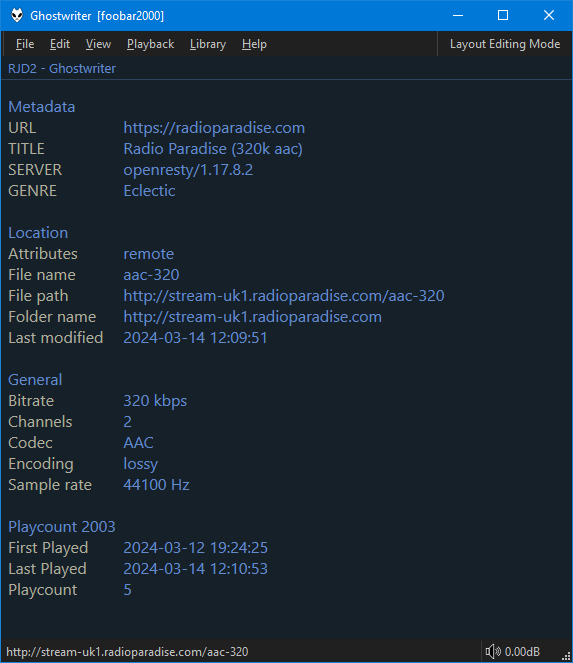 Ghostwriter [foobar2000]
File Edit View Playback Library Help Layout Editing Mode
RJD2 - Ghostwriter
Metadata
URL https://radioparadise.com
TITLE Radio Paradise (320k aac)
SERVER openresty/1.17.8.2
GENRE Eclectic
Location
Attributes remote
File name aac-320
File path http://stream-uk1.radioparadise.com/aac-320
Folder name http://stream-uk1.radioparadise.com
Last modified 2024-03-14 12:09:51
General
Bitrate 320 kbps
Channels 2
Codec AAC
Encoding lossy
Sample rate 44100 Hz
Playcount 2003
First Played 2024-03-12 19:24:25
Last Played 2024-03-14 12:10:53
Playcount 5
http://stream-uk1.radioparadise.com/aac-320 0.00dB